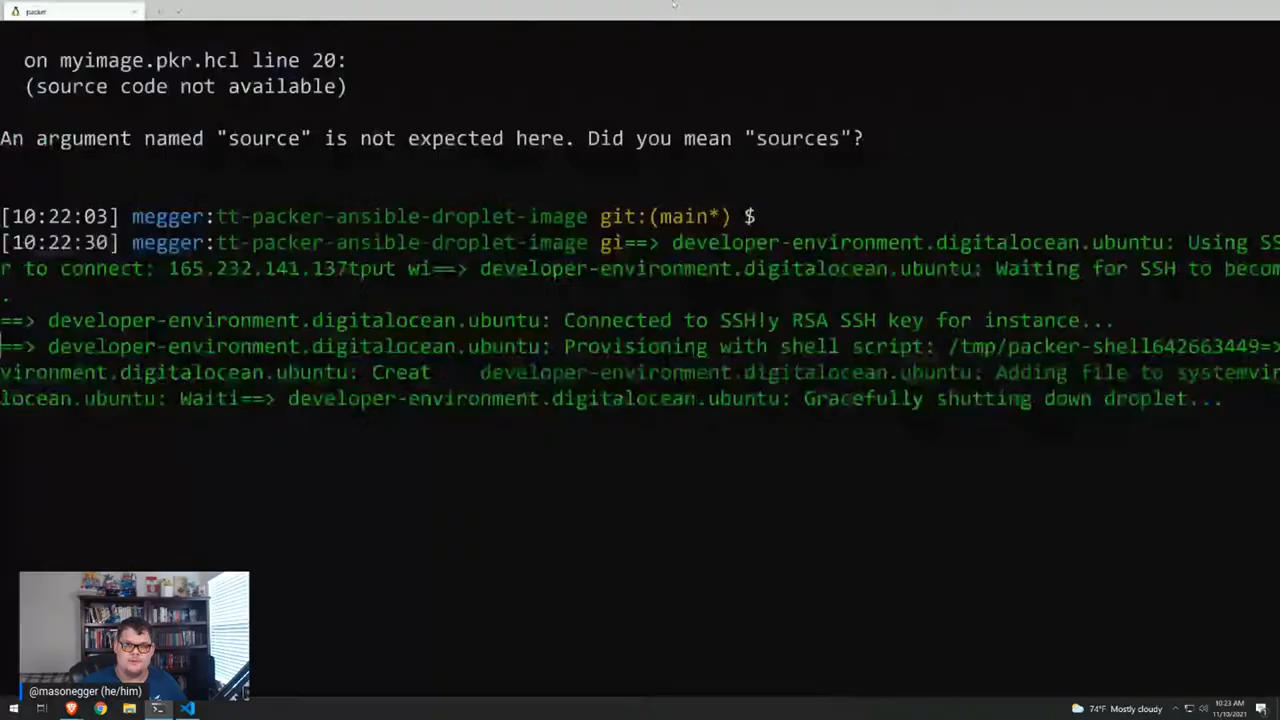 packer
on myimage.pkr.hcl line 20:
(source code not available)
An argument named "source" is not expected here. Did you mean "sources"?
[10:22:03] megger:tt-packer-ansible-droplet-image git:(main*) $
[10:22:30] megger:tt-packer-ansible-droplet-image gi==> developer-environment.digitalocean.ubuntu: Using SS
r to connect: 165.232.141.137tput wi==> developer-environment.digitalocean.ubuntu: Waiting for SSH to becom
.
==> developer-environment.digitalocean.ubuntu: Connected to SSH!y RSA SSH key for instance...
==> developer-environment.digitalocean.ubuntu: Provisioning with shell script: /tmp/packer-shell642663449=>
vironment.digitalocean.ubuntu: Creat    developer-environment.digitalocean.ubuntu: Adding file to systemvir
locean.ubuntu: Waiti==> developer-environment.digitalocean.ubuntu: Gracefully shutting down droplet...
@masonegger (he/him)
74°F Mostly cloudy
10:23 AM
11/10/2021